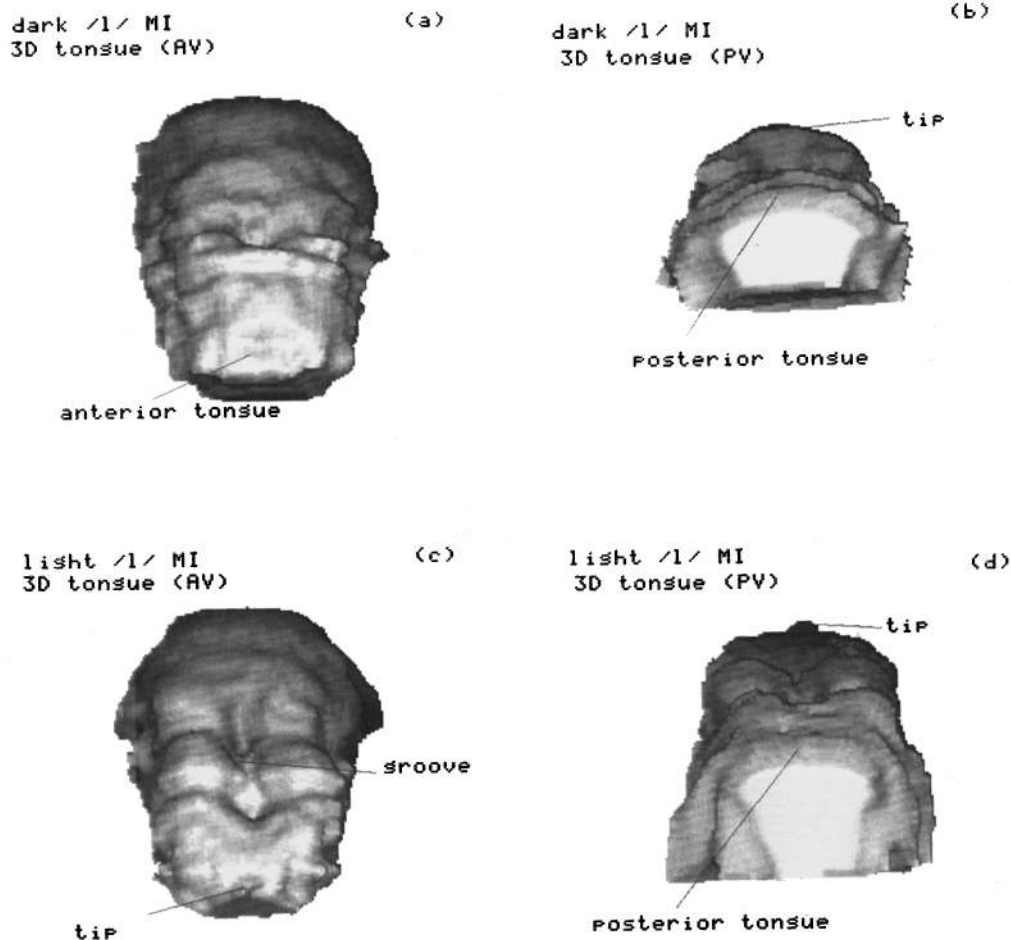 dark /l/ MI
3D tongue (AV)
(a)
anterior tongue
dark /l/ MI
3D tongue (PV)
(b)
tip
posterior tongue
light /l/ MI
3D tongue (AV)
(c)
groove
tip
light /l/ MI
3D tongue (PV)
(d)
tip
posterior tongue